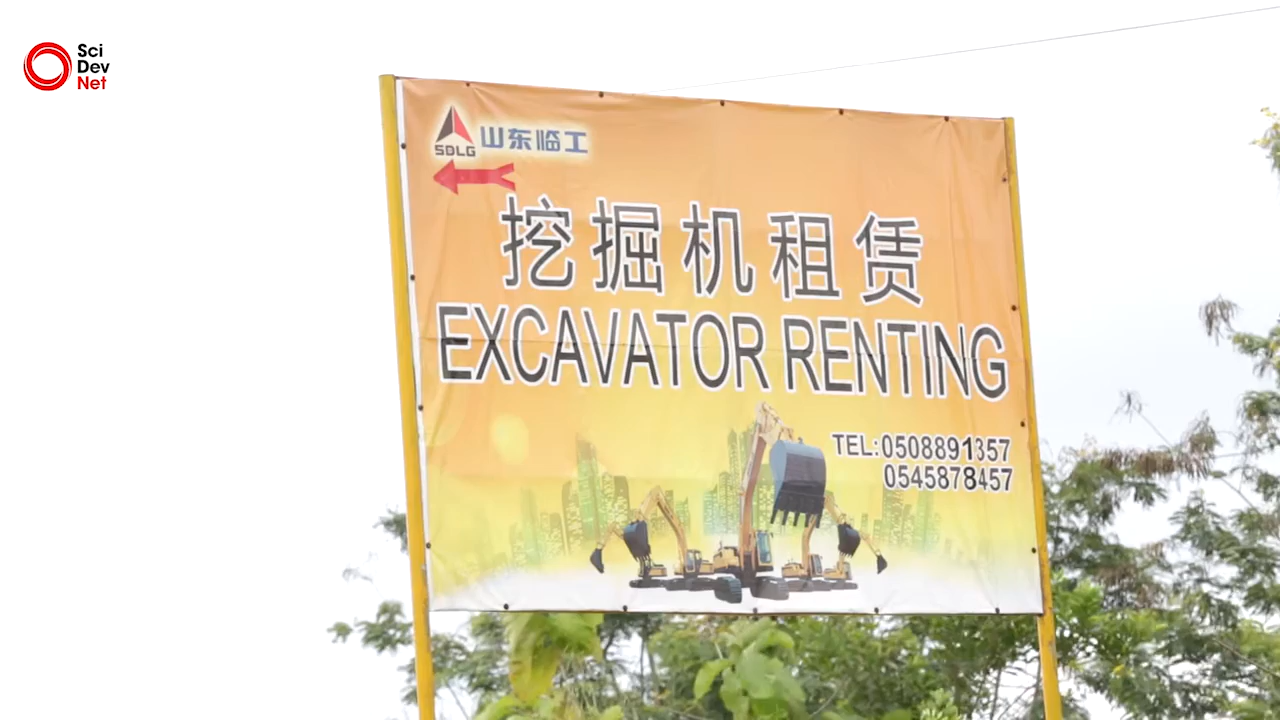 Sci
Dev
Net
SDLG 山东临工
挖掘机租赁
EXCAVATOR RENTING
TEL:0508891357
0545878457